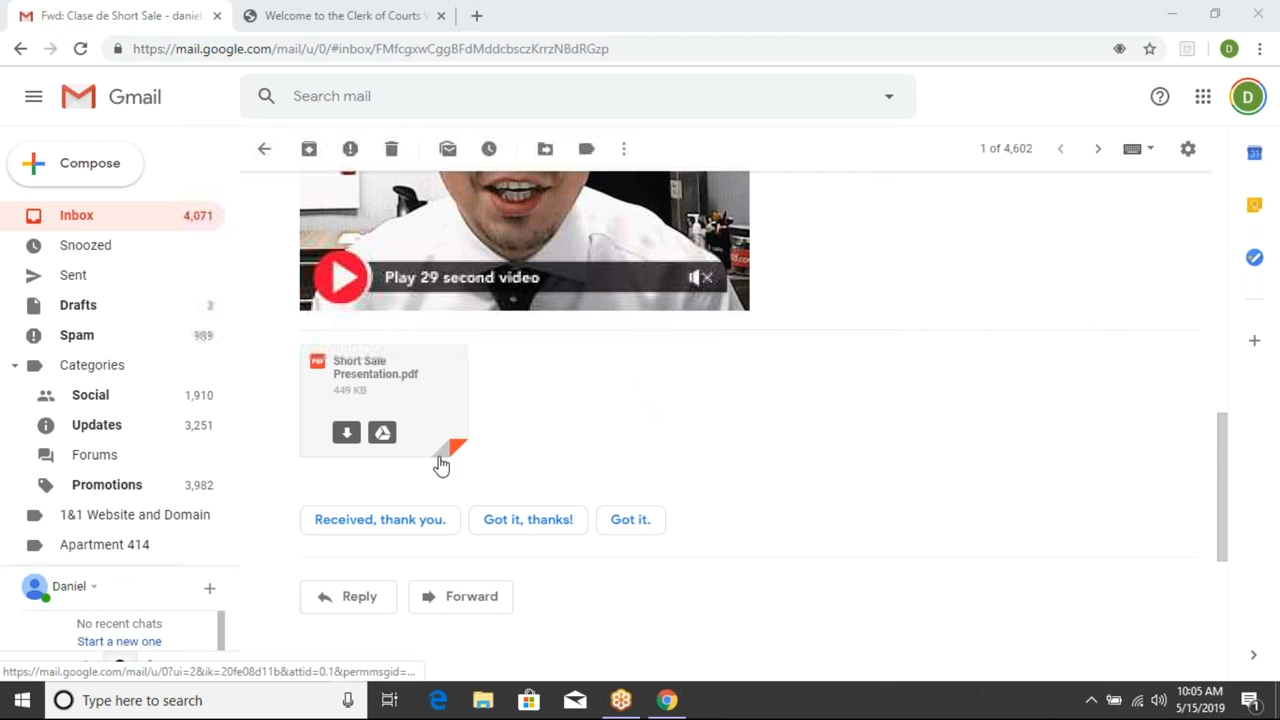 Fwd: Clase de Short Sale - daniel.
Welcome to the Clerk of Courts W
https://mail.google.com/mail/u/0/#inbox/FMfcgxwCggBFdMddcbsczKrrzNBdRGzp
D
Gmail
Search mail
D
Compose
1 of 4,602
31
Inbox 4,071
Snoozed
Sent
Drafts
Spam
Categories
Social 1,910
Updates 3,251
Forums
Promotions 3,982
1&1 Website and Domain
Apartment 414
Play 29 second video
PDF
Short Sale
Presentation.pdf
449 KB
Received, thank you.
Got it, thanks!
Got it.
Reply
Forward
Daniel
No recent chats
Start a new one
https://mail.google.com/mail/u/0?ui=2&ik=20fe08d11b&attid=0.1&permmsgid=...
Type here to search
10:05 AM
5/15/2019
1